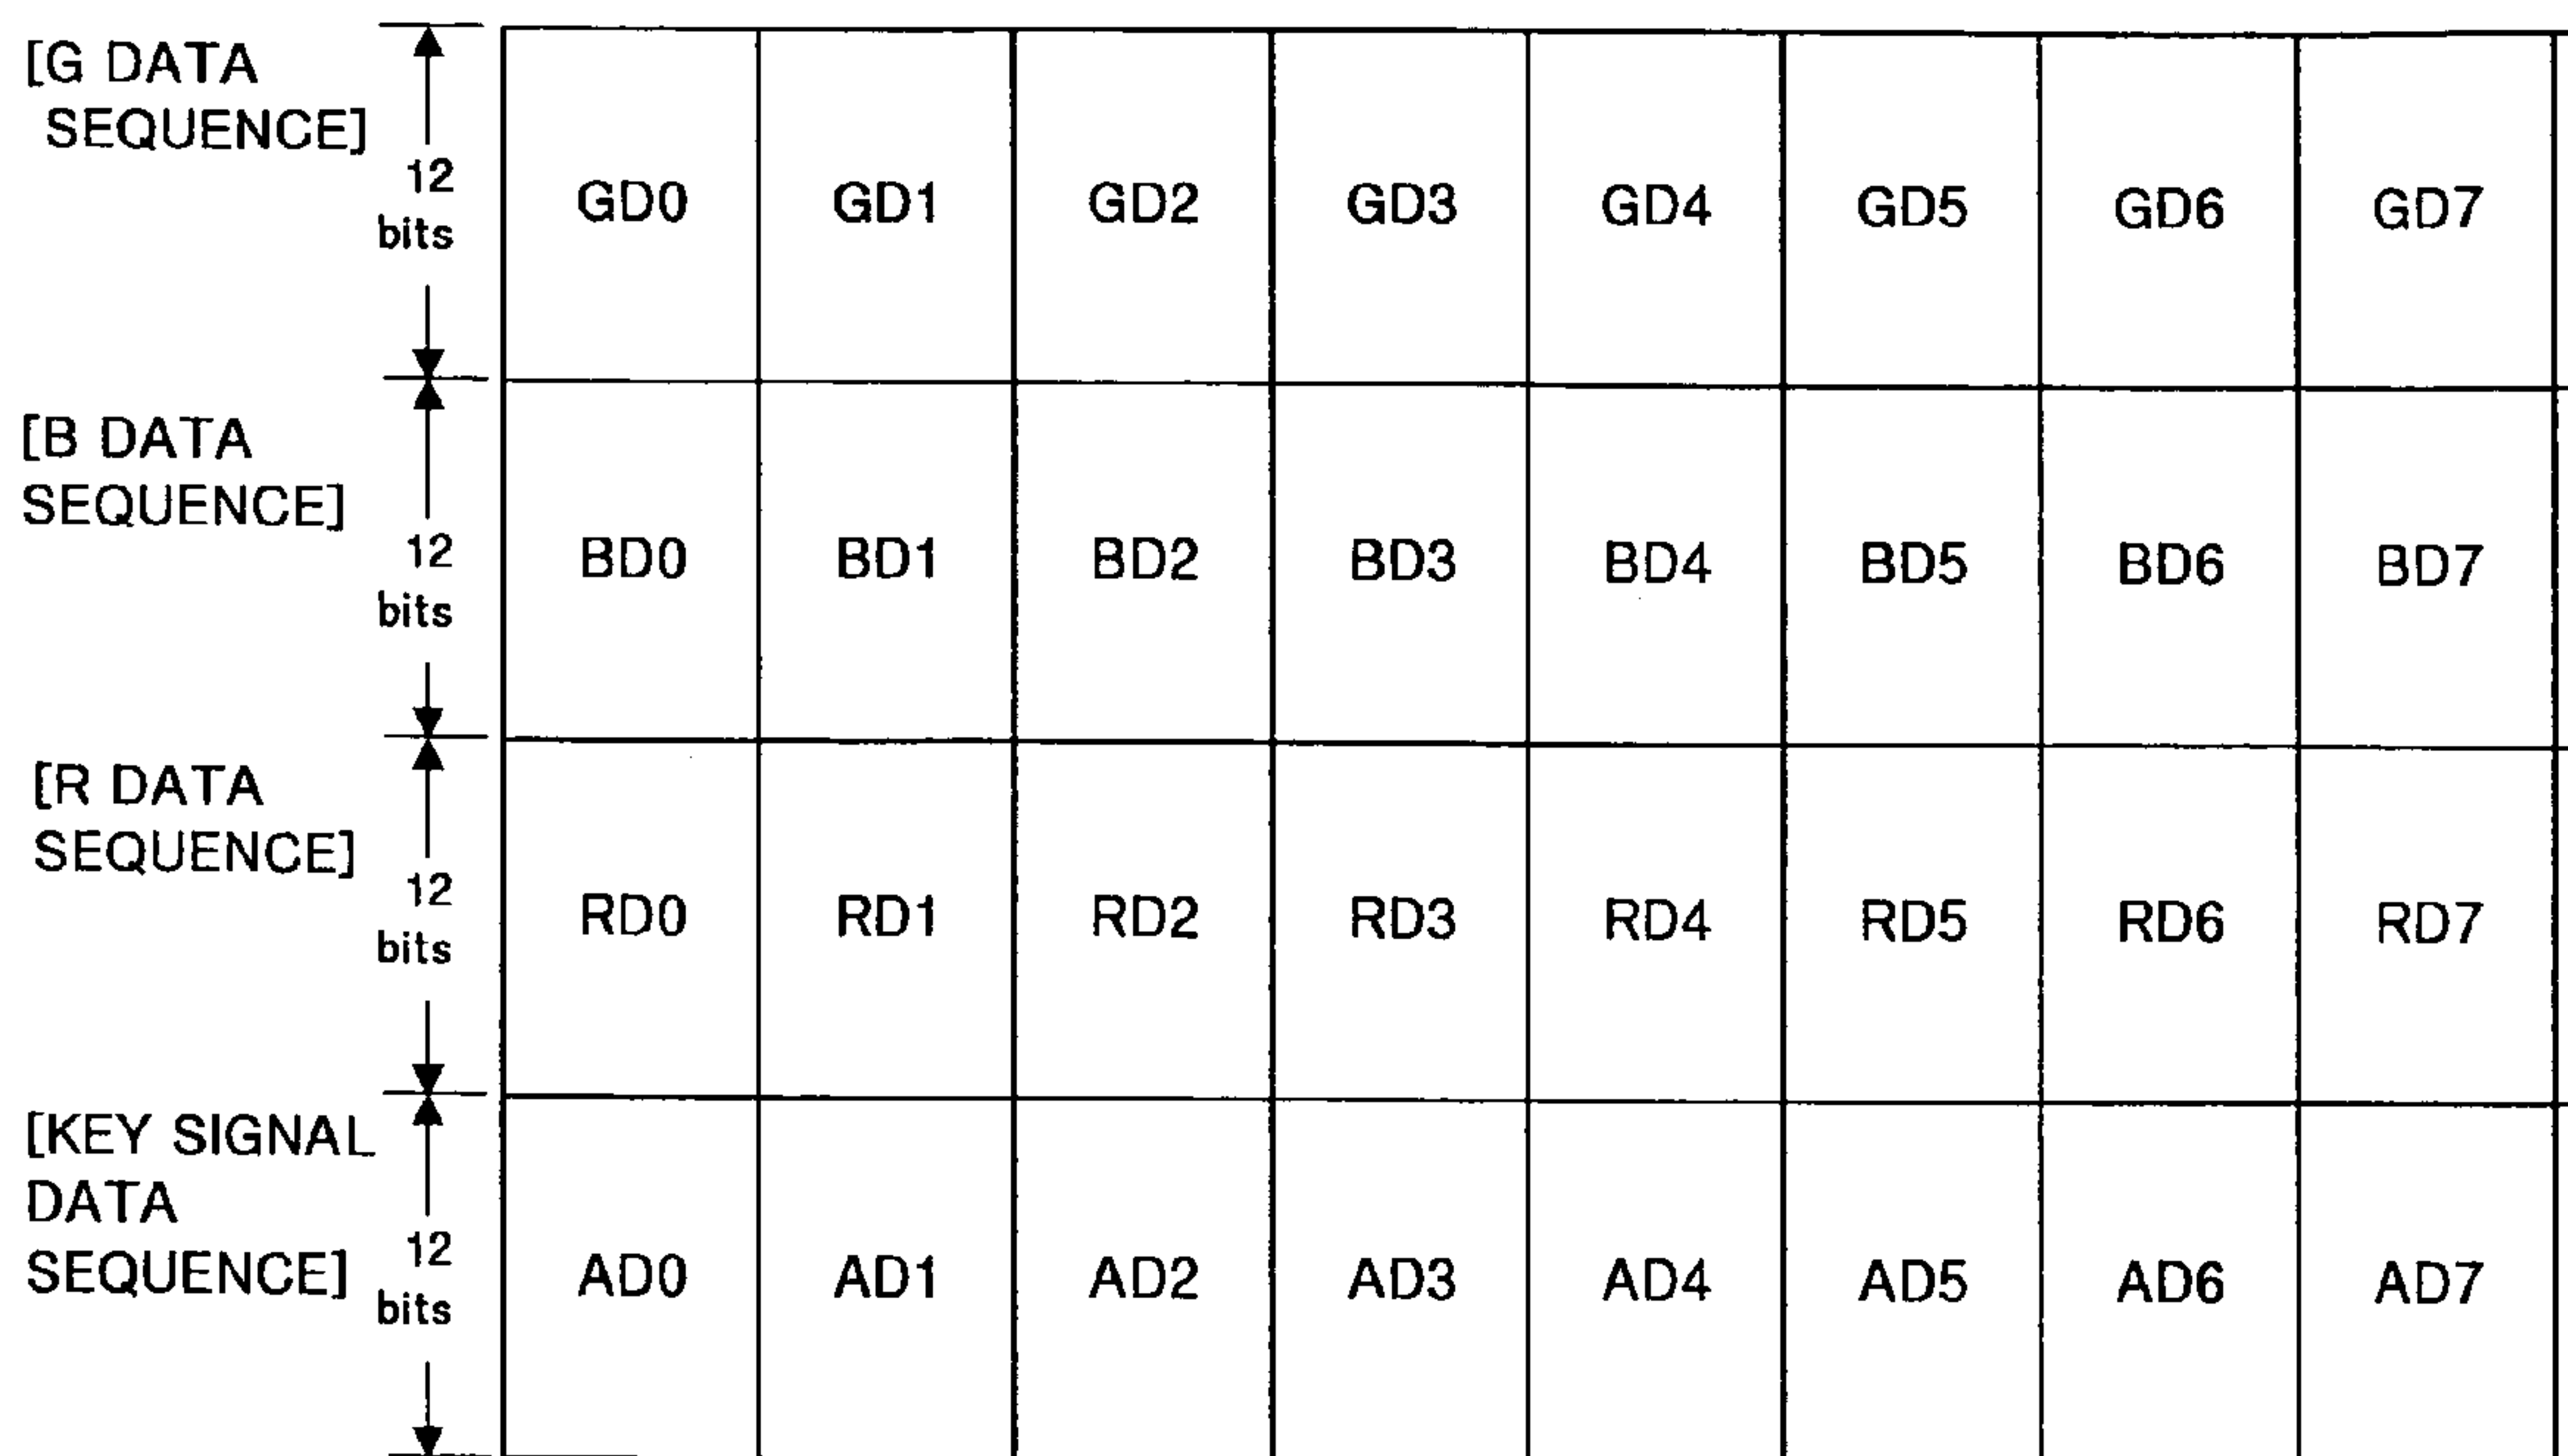 [G DATA
SEQUENCE]
12
bits
GD0 GD1 GD2 GD3 GD4 GD5 GD6 GD7
[B DATA
SEQUENCE]
12
bits
BD0 BD1 BD2 BD3 BD4 BD5 BD6 BD7
[R DATA
SEQUENCE]
12
bits
RD0 RD1 RD2 RD3 RD4 RD5 RD6 RD7
[KEY SIGNAL
DATA
SEQUENCE]
12
bits
AD0 AD1 AD2 AD3 AD4 AD5 AD6 AD7